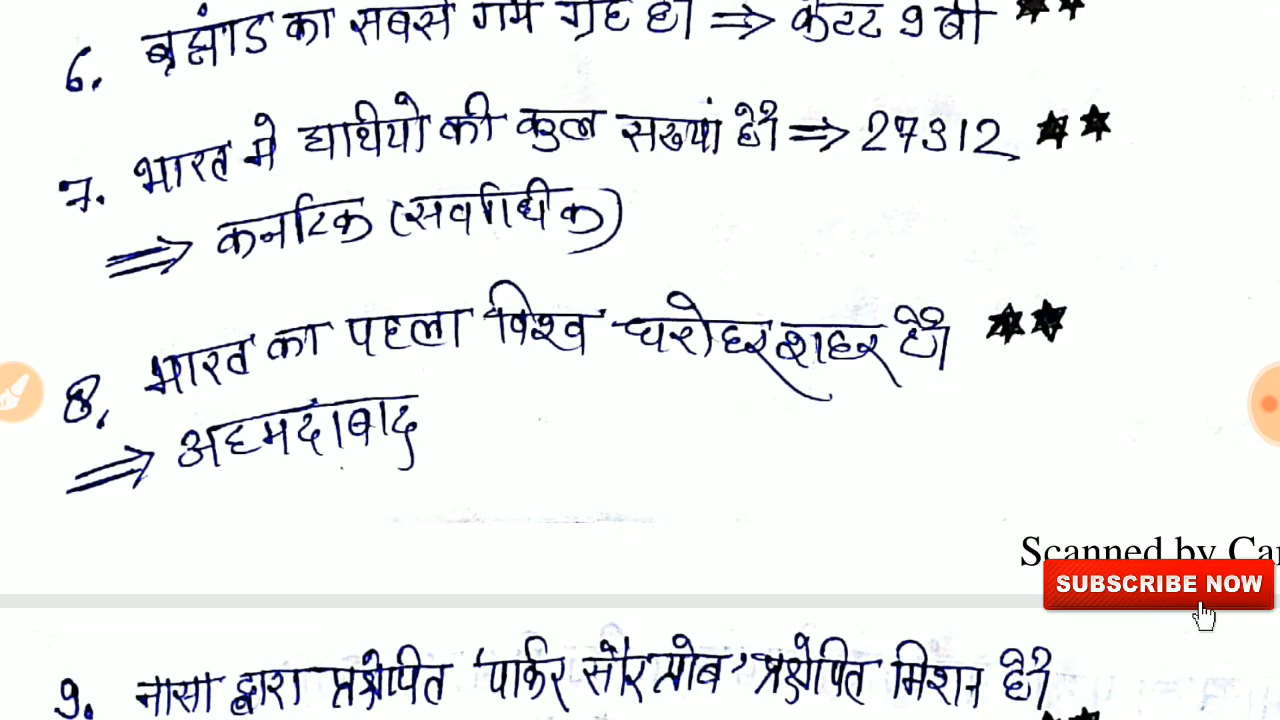 6. ब्रह्मांड का सबसे गर्म ग्रह है। ⇒ केल्ट 9 बी **
7. भारत मे हाथियों की कुल संख्यां हैं? ⇒ 27312 **
⇒ कर्नाटक (सर्वाधिक)
8. भारत का पहला विश्व धरोहर शहर हैं? **
⇒ अहमदाबाद
Scanned by Ca
SUBSCRIBE NOW
9. नासा द्वारा प्रक्षेपित 'पार्कर सोर प्रोब' प्रक्षेपित मिशन हैं?